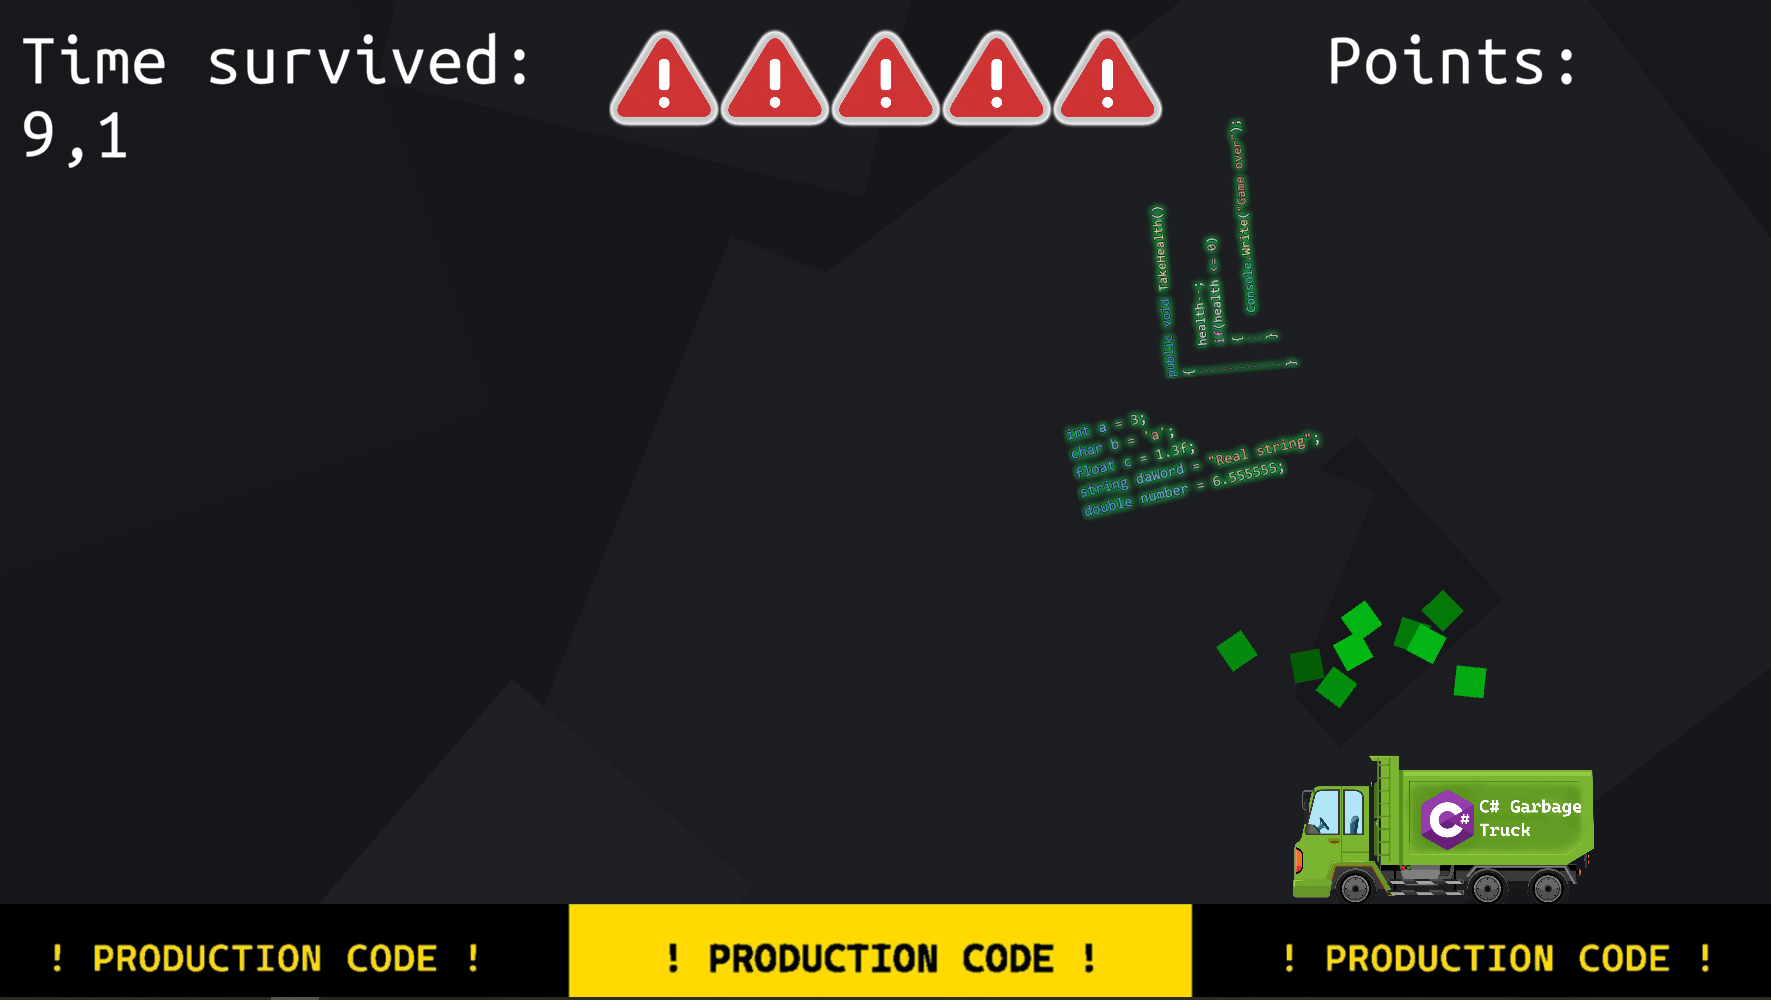 Time survived:
9,1
Points:
public void TakeHealth()
{
health--;
if(health <= 0)
{
Console.Write("Game over");
}
}
int a = 3;
char b = 'a';
float c = 1.3f;
string daWord = "Real string";
double number = 6.555555;
C# C# Garbage
Truck
! PRODUCTION CODE !
! PRODUCTION CODE !
! PRODUCTION CODE !